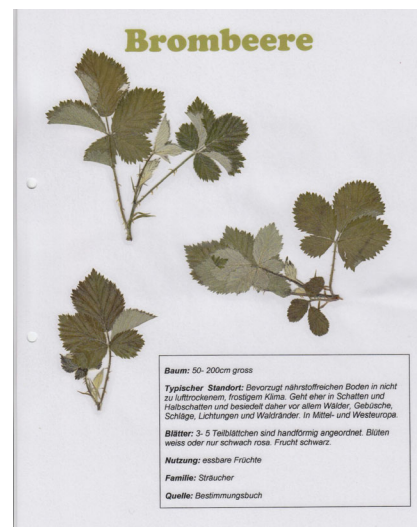 Brombeere
Baum: 50- 200cm gross
Typischer Standort: Bevorzugt nährstoffreichen Boden in nicht
zu lufttrockenem, frostigem Klima. Geht eher in Schatten und
Halbschatten und besiedelt daher vor allem Wälder, Gebüsche,
Schläge, Lichtungen und Waldränder. In Mittel- und Westeuropa.
Blätter: 3- 5 Teilblättchen sind handförmig angeordnet. Blüten
weiss oder nur schwach rosa. Frucht schwarz.
Nutzung: essbare Früchte
Familie: Sträucher
Quelle: Bestimmungsbuch